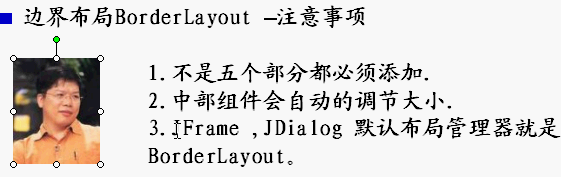 边界布局BorderLayout –注意事项
1.不是五个部分都必须添加.
2.中部组件会自动的调节大小.
3.JFrame ,JDialog 默认布局管理器就是
BorderLayout。